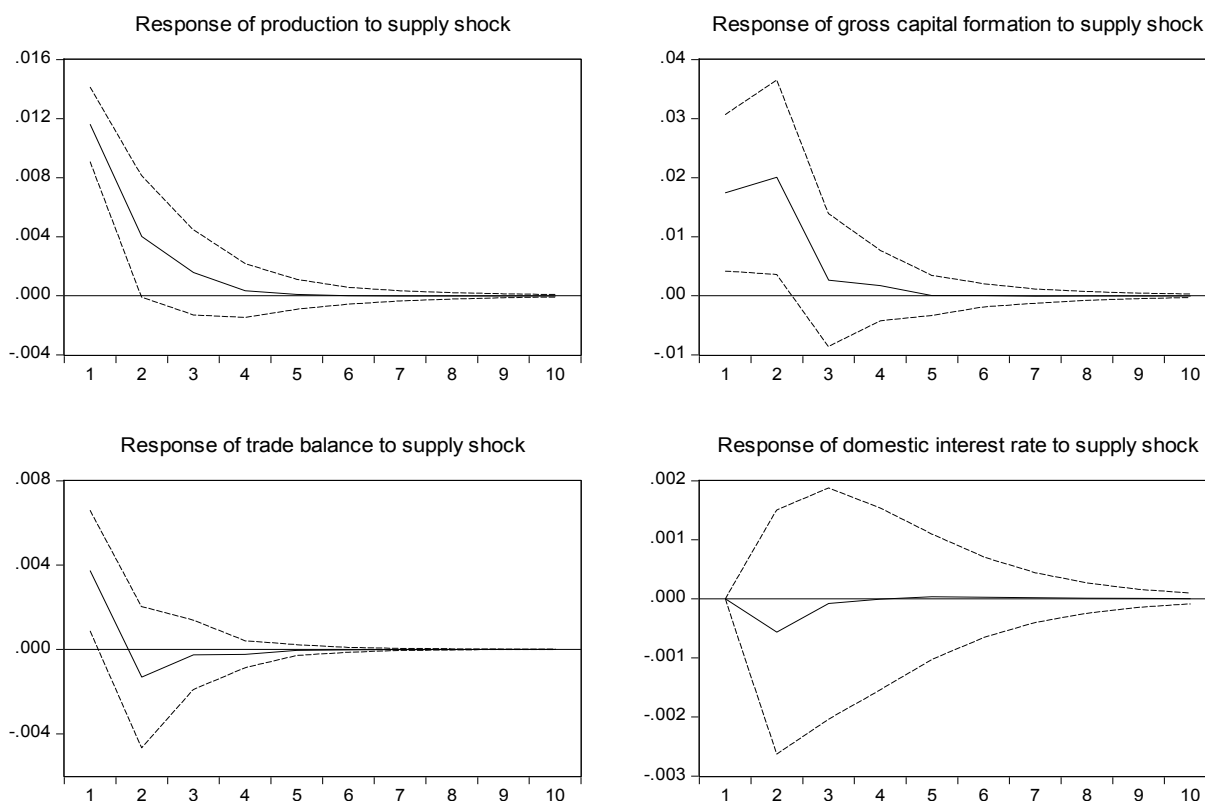 Response of production to supply shock
.016
.012
.008
.004
.000
-.004
1 2 3 4 5 6 7 8 9 10
Response of gross capital formation to supply shock
.04
.03
.02
.01
.00
-.01
1 2 3 4 5 6 7 8 9 10
Response of trade balance to supply shock
.008
.004
.000
-.004
1 2 3 4 5 6 7 8 9 10
Response of domestic interest rate to supply shock
.002
.001
.000
-.001
-.002
-.003
1 2 3 4 5 6 7 8 9 10